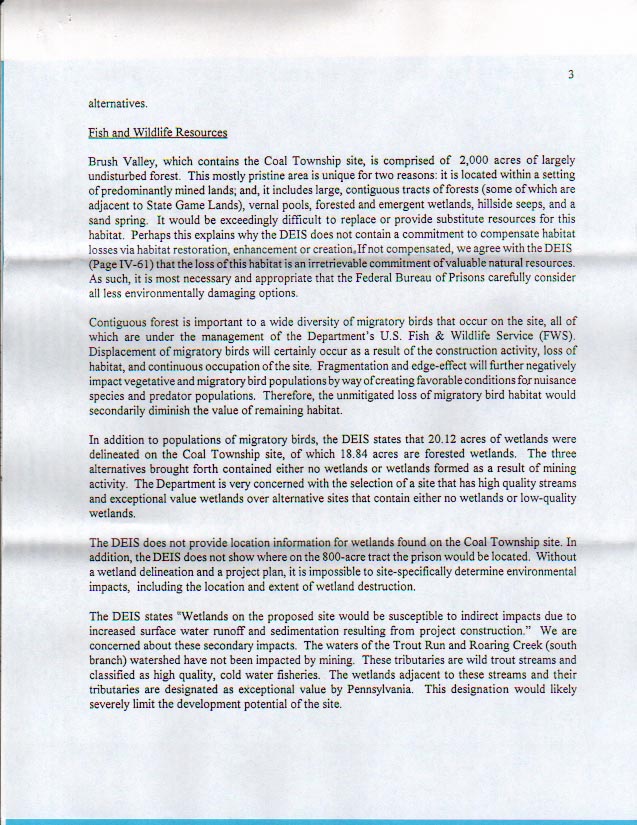 3
alternatives.
Fish and Wildlife Resources
Brush Valley, which contains the Coal Township site, is comprised of 2,000 acres of largely
undisturbed forest. This mostly pristine area is unique for two reasons: it is located within a setting
of predominantly mined lands; and, it includes large, contiguous tracts of forests (some of which are
adjacent to State Game Lands), vernal pools, forested and emergent wetlands, hillside seeps, and a
sand spring. It would be exceedingly difficult to replace or provide substitute resources for this
habitat. Perhaps this explains why the DEIS does not contain a commitment to compensate habitat
losses via habitat restoration, enhancement or creation. If not compensated, we agree with the DEIS
(Page IV-61) that the loss of this habitat is an irretrievable commitment of valuable natural resources.
As such, it is most necessary and appropriate that the Federal Bureau of Prisons carefully consider
all less environmentally damaging options.
Contiguous forest is important to a wide diversity of migratory birds that occur on the site, all of
which are under the management of the Department's U.S. Fish & Wildlife Service (FWS).
Displacement of migratory birds will certainly occur as a result of the construction activity, loss of
habitat, and continuous occupation of the site. Fragmentation and edge-effect will further negatively
impact vegetative and migratory bird populations by way of creating favorable conditions for nuisance
species and predator populations. Therefore, the unmitigated loss of migratory bird habitat would
secondarily diminish the value of remaining habitat.
In addition to populations of migratory birds, the DEIS states that 20.12 acres of wetlands were
delineated on the Coal Township site, of which 18.84 acres are forested wetlands. The three
alternatives brought forth contained either no wetlands or wetlands formed as a result of mining
activity. The Department is very concerned with the selection of a site that has high quality streams
and exceptional value wetlands over alternative sites that contain either no wetlands or low-quality
wetlands.
The DEIS does not provide location information for wetlands found on the Coal Township site. In
addition, the DEIS does not show where on the 800-acre tract the prison would be located. Without
a wetland delineation and a project plan, it is impossible to site-specifically determine environmental
impacts, including the location and extent of wetland destruction.
The DEIS states "Wetlands on the proposed site would be susceptible to indirect impacts due to
increased surface water runoff and sedimentation resulting from project construction." We are
concerned about these secondary impacts. The waters of the Trout Run and Roaring Creek (south
branch) watershed have not been impacted by mining. These tributaries are wild trout streams and
classified as high quality, cold water fisheries. The wetlands adjacent to these streams and their
tributaries are designated as exceptional value by Pennsylvania. This designation would likely
severely limit the development potential of the site.